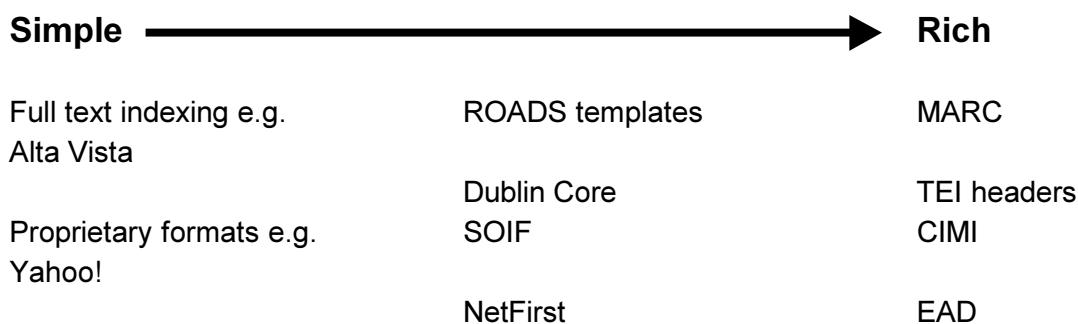 Simple Rich
Full text indexing e.g. ROADS templates MARC
Alta Vista
Dublin Core TEI headers
Proprietary formats e.g. SOIF CIMI
Yahoo!
NetFirst EAD